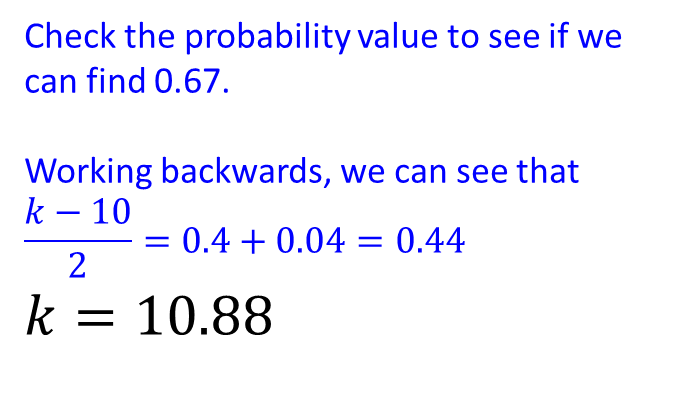 Check the probability value to see if we
can find 0.67.
Working backwards, we can see that
k − 10
2
= 0.4 + 0.04 = 0.44
k = 10.88